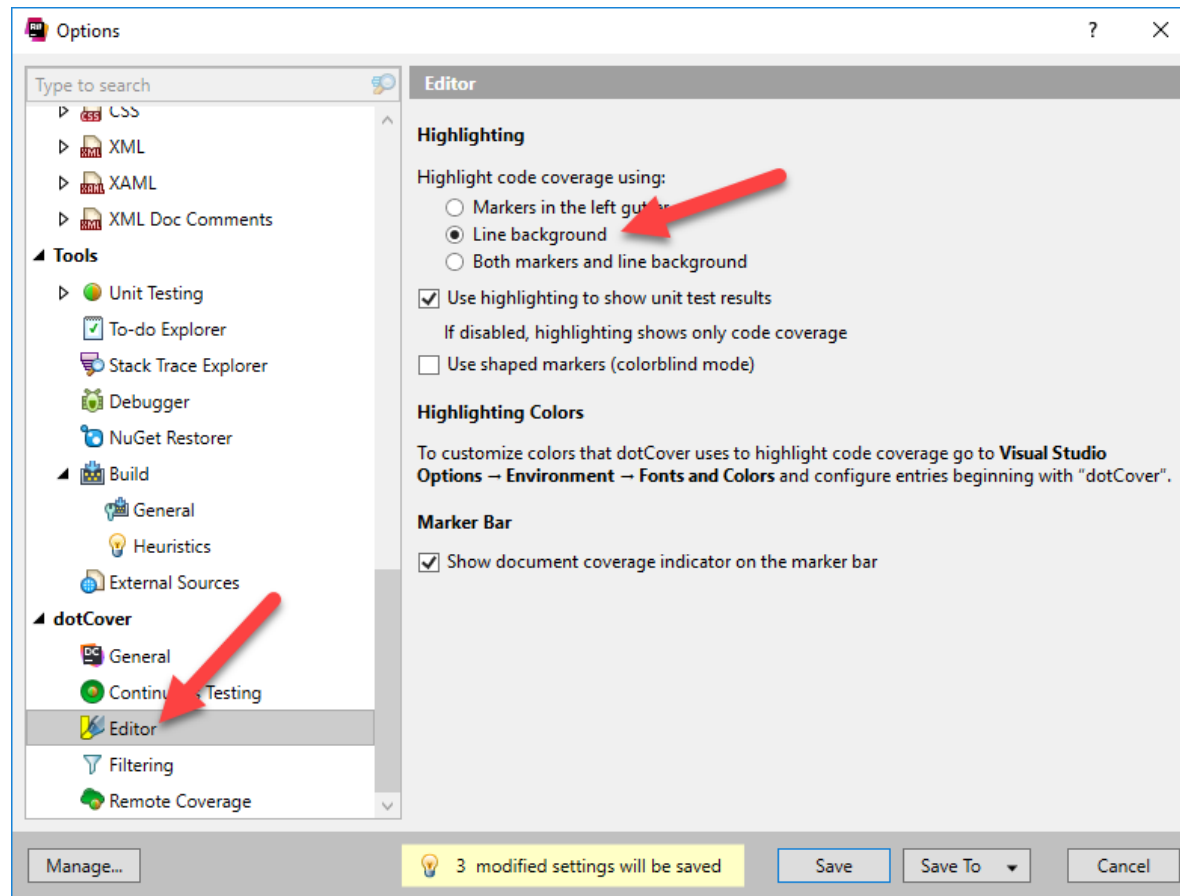 Options
?
Type to search
CSS
XML
XAML
XML Doc Comments
Tools
Unit Testing
To-do Explorer
Stack Trace Explorer
Debugger
NuGet Restorer
Build
General
Heuristics
External Sources
dotCover
General
Testing
Editor
Filtering
Remote Coverage
Editor
Highlighting
Highlight code coverage using:
Markers in the left
Line background
Both markers and line background
Use highlighting to show unit test results
If disabled, highlighting shows only code coverage
Use shaped markers (colorblind mode)
Highlighting Colors
To customize colors that dotCover uses to highlight code coverage go to Visual Studio
Options → Environment → Fonts and Colors and configure entries beginning with "dotCover".
Marker Bar
Show document coverage indicator on the marker bar
Manage...
3 modified settings will be saved
Save
Save To
Cancel